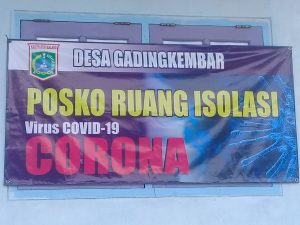 DESA GADINGKEMBAR
POSKO RUANG ISOLASI
Virus COVID-19
CORONA